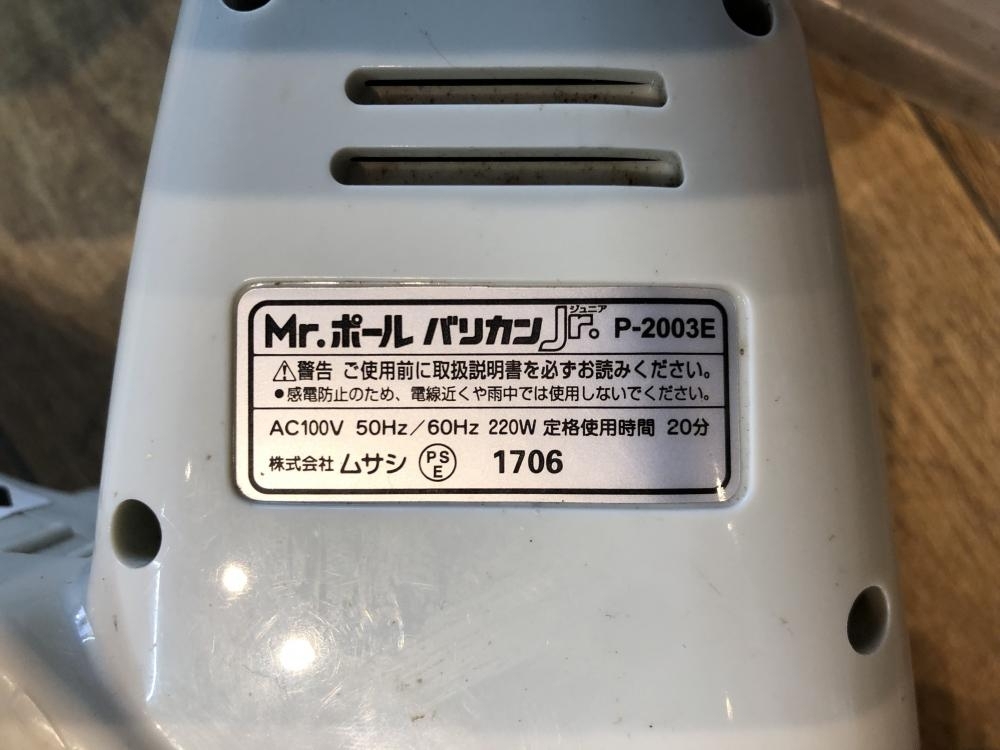 Mr.ポール バリカンJr. ジュニア P-2003E
⚠警告 ご使用前に取扱説明書を必ずお読みください。
●感電防止のため、電線近くや雨中では使用しないでください。
AC100V 50Hz/60Hz 220W 定格使用時間 20分
株式会社 ムサシ PSE 1706